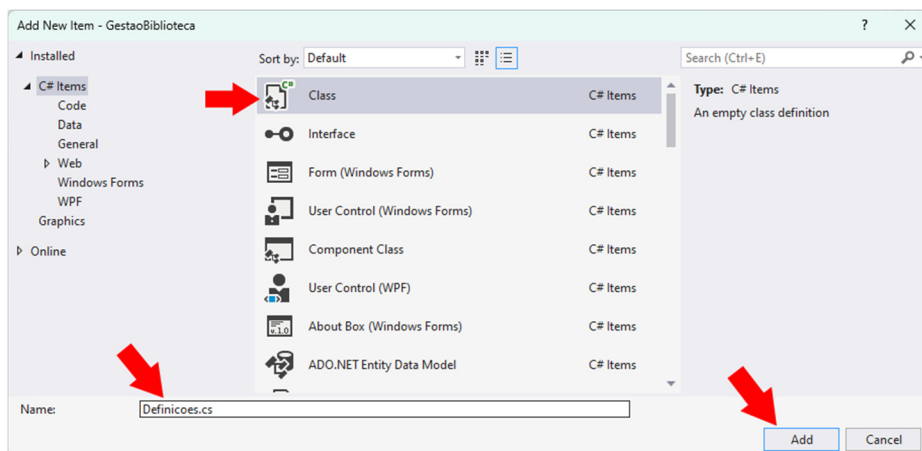 Add New Item - GestaoBiblioteca ? ×
Installed
Sort by: Default
Search (Ctrl+E)
C# Items
Code
Data
General
Web
Windows Forms
WPF
Graphics
Online
C# Class C# Items
Interface C# Items
Form (Windows Forms) C# Items
User Control (Windows Forms) C# Items
Component Class C# Items
User Control (WPF) C# Items
v.1.0 About Box (Windows Forms) C# Items
ADO.NET Entity Data Model C# Items
Type: C# Items
An empty class definition
Name: Definicoes.cs
Add Cancel